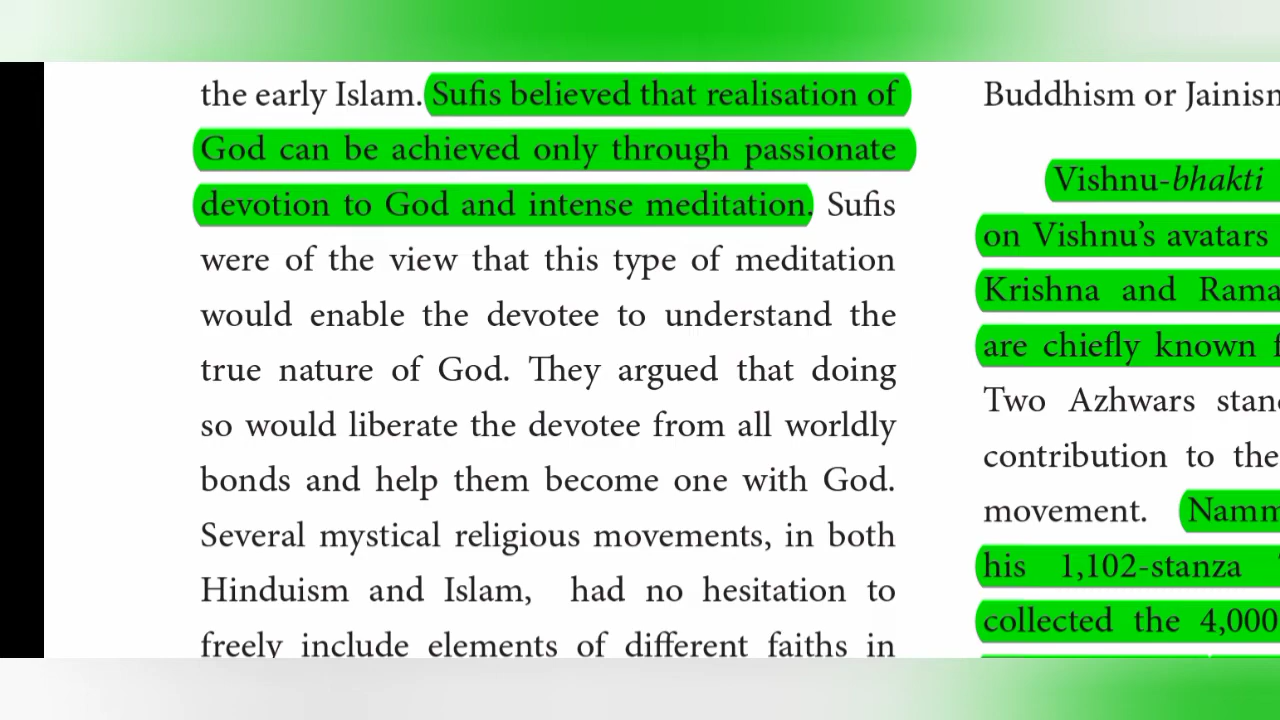 the early Islam. Sufis believed that realisation of
God can be achieved only through passionate
devotion to God and intense meditation. Sufis
were of the view that this type of meditation
would enable the devotee to understand the
true nature of God. They argued that doing
so would liberate the devotee from all worldly
bonds and help them become one with God.
Several mystical religious movements, in both
Hinduism and Islam, had no hesitation to
freely include elements of different faiths in
Buddhism or
Vishnu-bhakti
on Vishnu's avatars
Krishna and Rama
are chiefly known
Two Azhwars
contribution to the
movement.
his 1,102-stanza
collected the 4,000